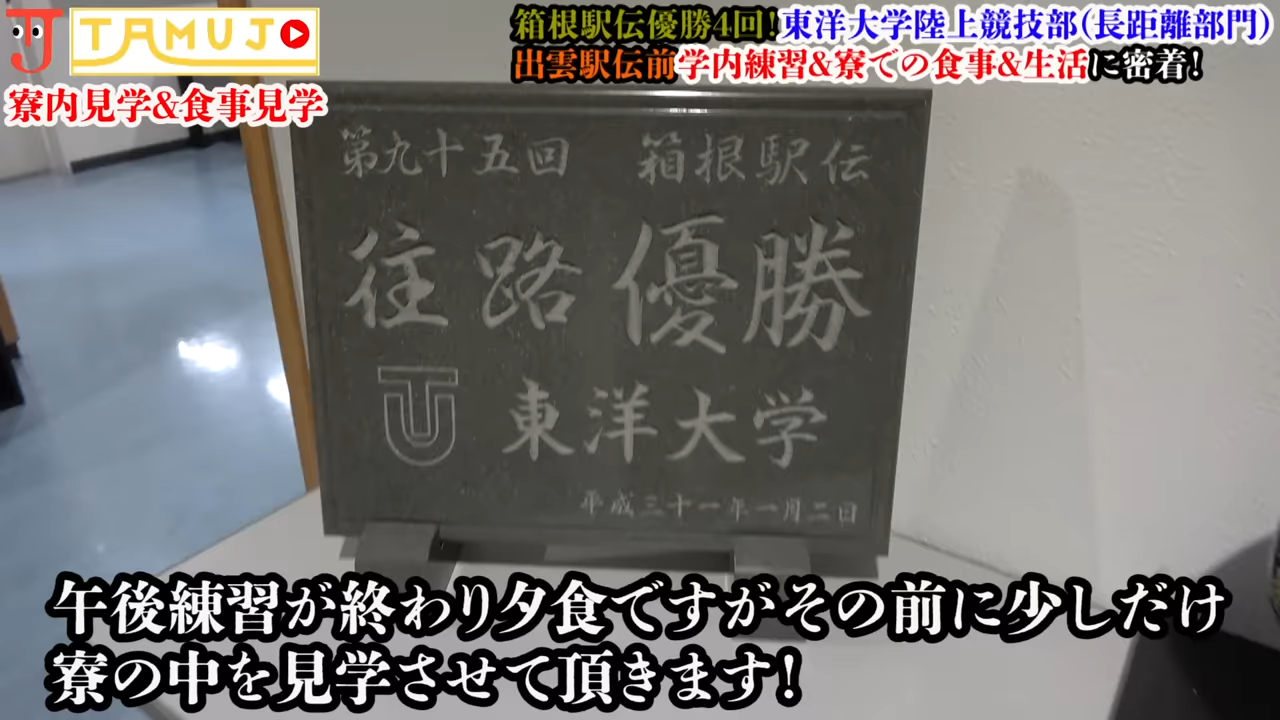 TJ
TAMUJO
寮内見学&食事見学
箱根駅伝優勝4回!東洋大学陸上競技部(長距離部門)
出雲駅伝前学内練習&寮での食事&生活に密着!
第九十五回 箱根駅伝
往路優勝
TU 東洋大学
平成三十一年一月二日
午後練習が終わり夕食ですがその前に少しだけ
寮の中を見学させて頂きます!